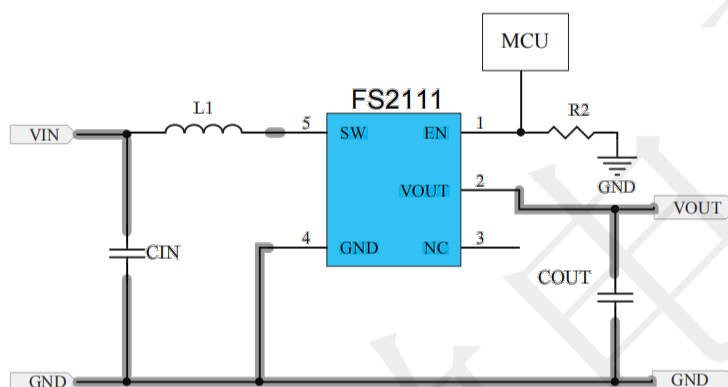 MCU
FS2111
L1
R2
VIN
5
SW
EN
1
GND
VOUT
2
VOUT
4
GND
NC
3
CIN
COUT
GND
GND